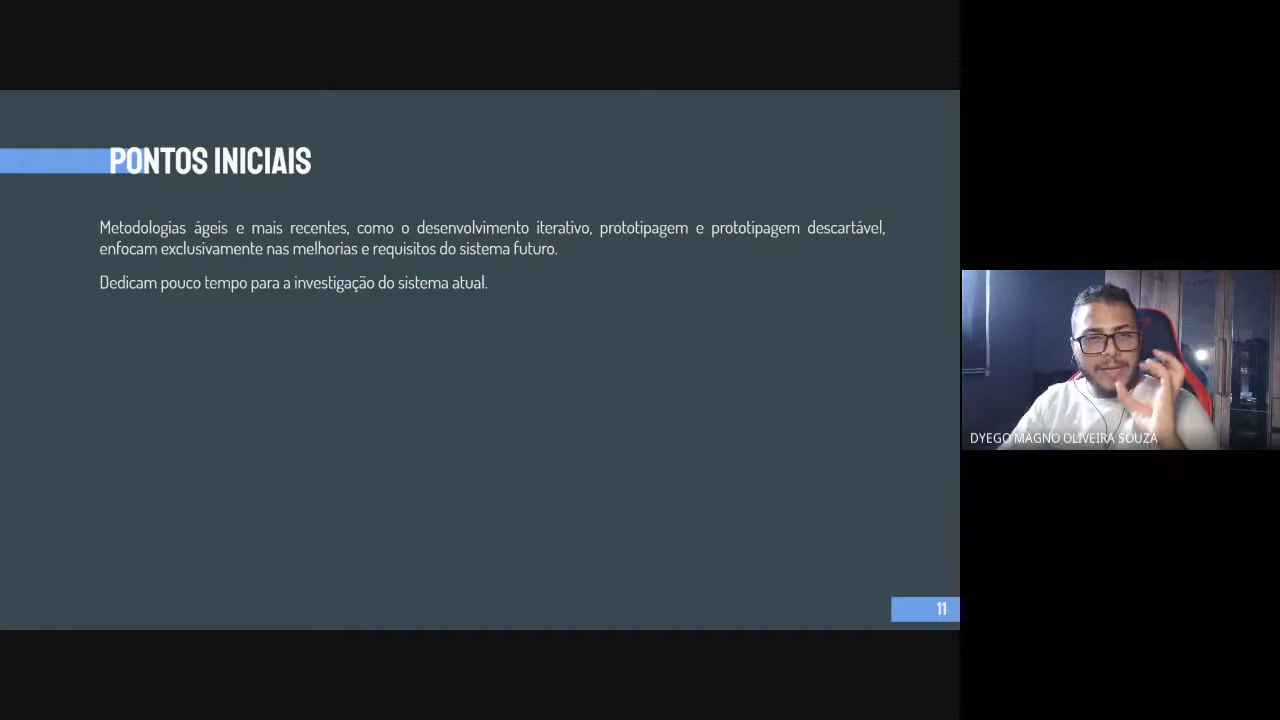 PONTOS INICIAIS
Metodologias ágeis e mais recentes, como o desenvolvimento iterativo, prototipagem e prototipagem descartável,
enfocam exclusivamente nas melhorias e requisitos do sistema futuro.
Dedicam pouco tempo para a investigação do sistema atual.
DYEGO MAGNO OLIVEIRA SOUZA
11